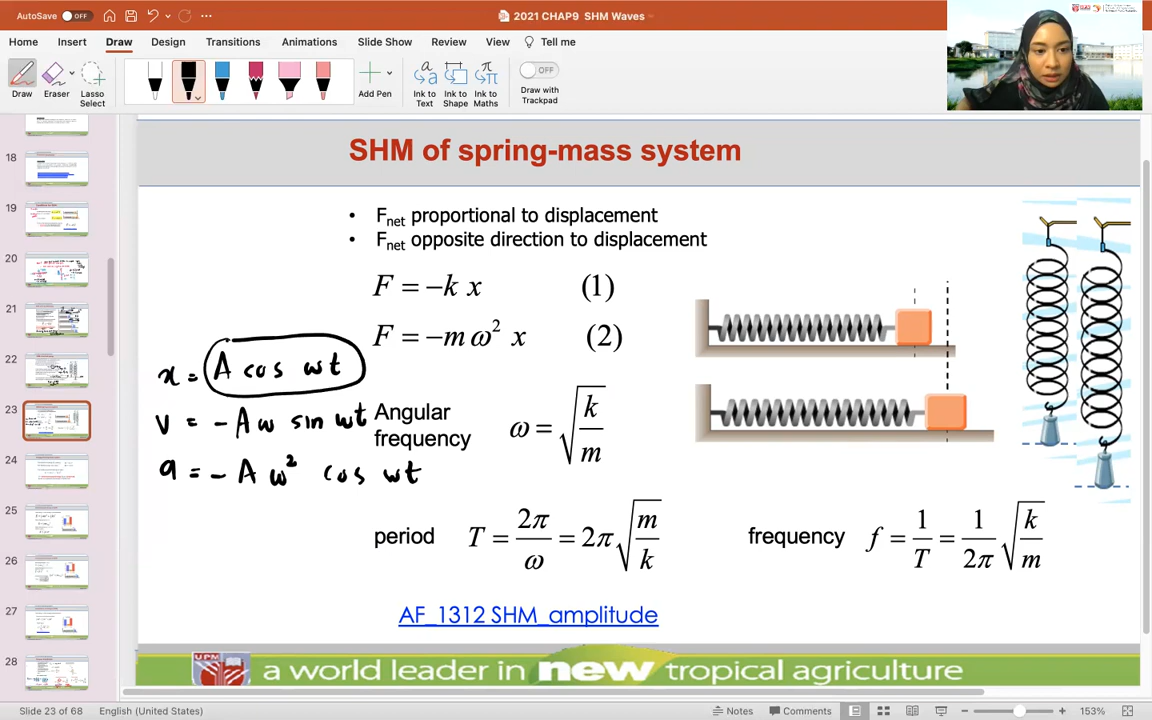 AutoSave OFF 2021 CHAP9 SHM Waves
Home Insert Draw Design Transitions Animations Slide Show Review View Tell me
Draw Eraser Lasso Select Add Pen Ink to Text Ink to Shape Ink to Maths OFF Draw with Trackpad
18
19
20
21
22
23
24
25
26
27
28
SHM of spring-mass system
• Fnet proportional to displacement
• Fnet opposite direction to displacement
F = −k x (1)
F = −m ω² x (2)
x = A cos ωt
v = − A ω sin ωt
a = − A ω² cos ωt
Angular frequency ω = √(k/m)
period T = 2π/ω = 2π √(m/k)
frequency f = 1/T = 1/2π √(k/m)
AF_1312 SHM_amplitude
UPM
a world leader in new tropical agriculture
Slide 23 of 68 English (United States) Notes Comments 153%